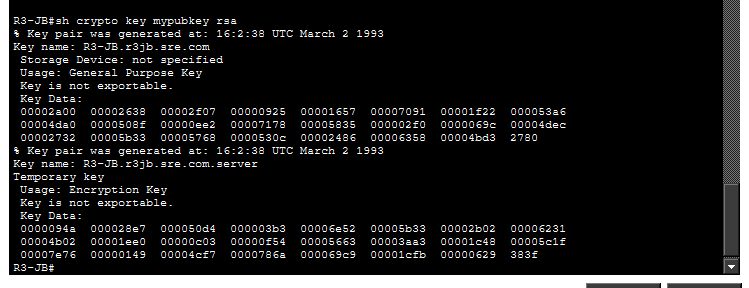 R3-JB#sh crypto key mypubkey rsa
% Key pair was generated at: 16:2:38 UTC March 2 1993
Key name: R3-JB.r3jb.sre.com
Storage Device: not specified
Usage: General Purpose Key
Key is not exportable.
Key Data:
00002a00 00002638 00002f07 00000925 00001657 00007091 00001f22 000053a6
00004da0 0000508f 00000ee2 00007178 00005835 000002f0 0000069c 00004dec
00002732 00005b33 00005768 0000530c 00002486 00006358 00004bd3 2780
% Key pair was generated at: 16:2:38 UTC March 2 1993
Key name: R3-JB.r3jb.sre.com.server
Temporary key
Usage: Encryption Key
Key is not exportable.
Key Data:
0000094a 000028e7 000050d4 000003b3 00006e52 00005b33 00002b02 00006231
00004b02 00001ee0 00000c03 00000f54 00005663 00003aa3 00001c48 00005c1f
00007e76 00000149 00004cf7 0000786a 000069c9 00001cfb 00000629 383f
R3-JB#